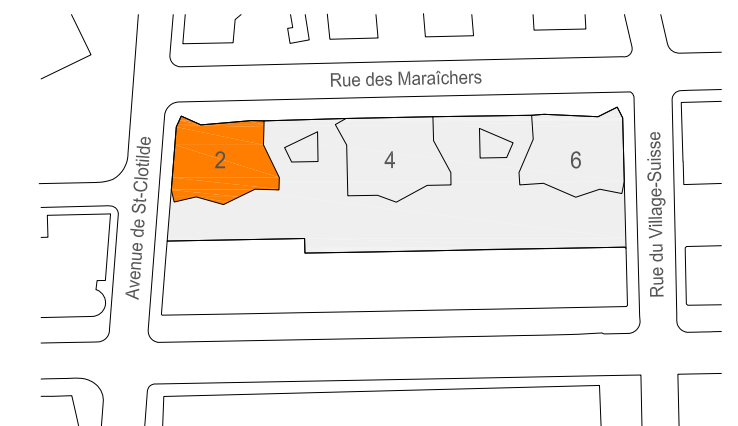 Rue des Maraîchers
2
4
6
Avenue de St-Clotilde
Rue du Village-Suisse